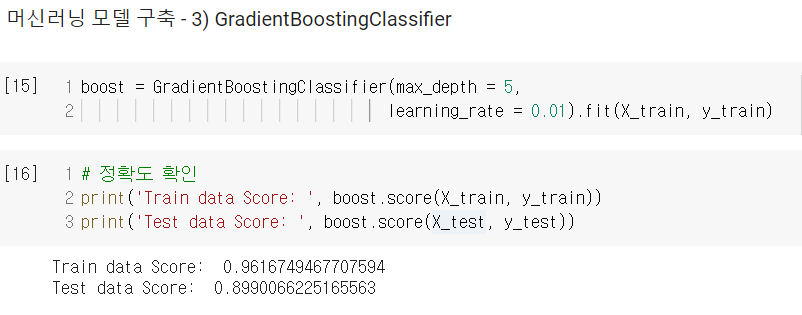 머신러닝 모델 구축 - 3) GradientBoostingClassifier
[15] 1 boost = GradientBoostingClassifier(max_depth = 5,
2 learning_rate = 0.01).fit(X_train, y_train)
[16] 1 # 정확도 확인
2 print('Train data Score: ', boost.score(X_train, y_train))
3 print('Test data Score: ', boost.score(X_test, y_test))
Train data Score:  0.9616749467707594
Test data Score:  0.8990066225165563